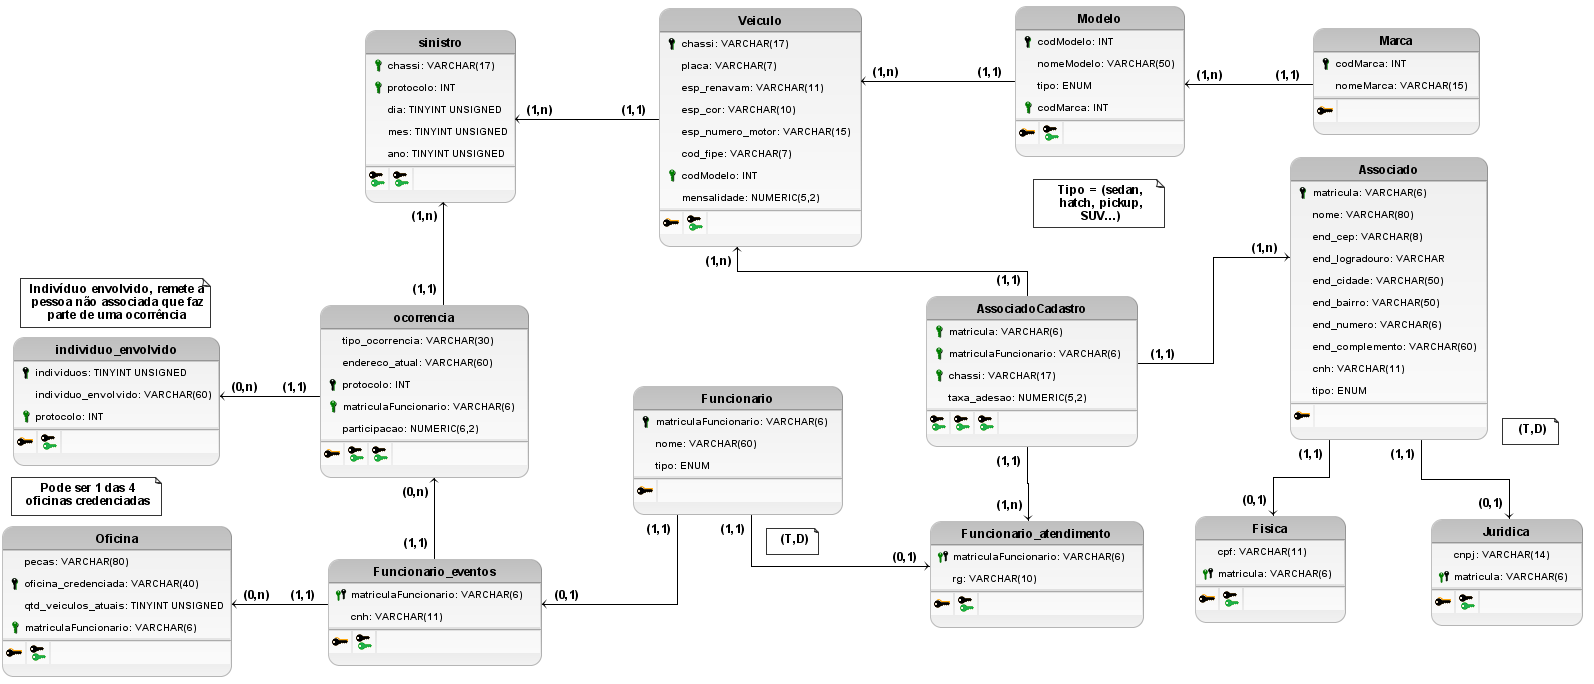 sinistro
chassi: VARCHAR(17)
protocolo: INT
dia: TINYINT UNSIGNED
mes: TINYINT UNSIGNED
ano: TINYINT UNSIGNED
(1,n)
(1,1)
Veiculo
chassi: VARCHAR(17)
placa: VARCHAR(7)
esp_renavam: VARCHAR(11)
esp_cor: VARCHAR(10)
esp_numero_motor: VARCHAR(15)
cod_fipe: VARCHAR(7)
codModelo: INT
mensalidade: NUMERIC(5,2)
(1,n)
(1,1)
Modelo
codModelo: INT
nomeModelo: VARCHAR(50)
tipo: ENUM
codMarca: INT
(1,n)
(1,1)
Marca
codMarca: INT
nomeMarca: VARCHAR(15)
Tipo = (sedan,
hatch, pickup,
SUV...)
Associado
matricula: VARCHAR(6)
nome: VARCHAR(80)
end_cep: VARCHAR(8)
end_logradouro: VARCHAR
end_cidade: VARCHAR(50)
end_bairro: VARCHAR(50)
end_numero: VARCHAR(6)
end_complemento: VARCHAR(60)
cnh: VARCHAR(11)
tipo: ENUM
(1,n)
(1,1)
(1,n)
(1,1)
(1,n)
(1,1)
Indivíduo envolvido, remete à
pessoa não associada que faz
parte de uma ocorrência
individuo_envolvido
individuos: TINYINT UNSIGNED
individuo_envolvido: VARCHAR(60)
protocolo: INT
(0,n)
(1,1)
ocorrencia
tipo_ocorrencia: VARCHAR(30)
endereco_atual: VARCHAR(60)
protocolo: INT
matriculaFuncionario: VARCHAR(6)
participacao: NUMERIC(6,2)
Funcionario
matriculaFuncionario: VARCHAR(6)
nome: VARCHAR(60)
tipo: ENUM
AssociadoCadastro
matricula: VARCHAR(6)
matriculaFuncionario: VARCHAR(6)
chassi: VARCHAR(17)
taxa_adesao: NUMERIC(5,2)
(T,D)
(1,1)
(1,1)
(0,1)
(0,1)
(1,1)
(1,n)
Pode ser 1 das 4
oficinas credenciadas
(0,n)
(1,1)
(1,1)
(1,1)
(T,D)
(0,1)
(0,1)
Oficina
pecas: VARCHAR(80)
oficina_credenciada: VARCHAR(40)
qtd_veiculos_atuais: TINYINT UNSIGNED
matriculaFuncionario: VARCHAR(6)
(0,n)
(1,1)
Funcionario_eventos
matriculaFuncionario: VARCHAR(6)
cnh: VARCHAR(11)
Funcionario_atendimento
matriculaFuncionario: VARCHAR(6)
rg: VARCHAR(10)
Fisica
cpf: VARCHAR(11)
matricula: VARCHAR(6)
Juridica
cnpj: VARCHAR(14)
matricula: VARCHAR(6)